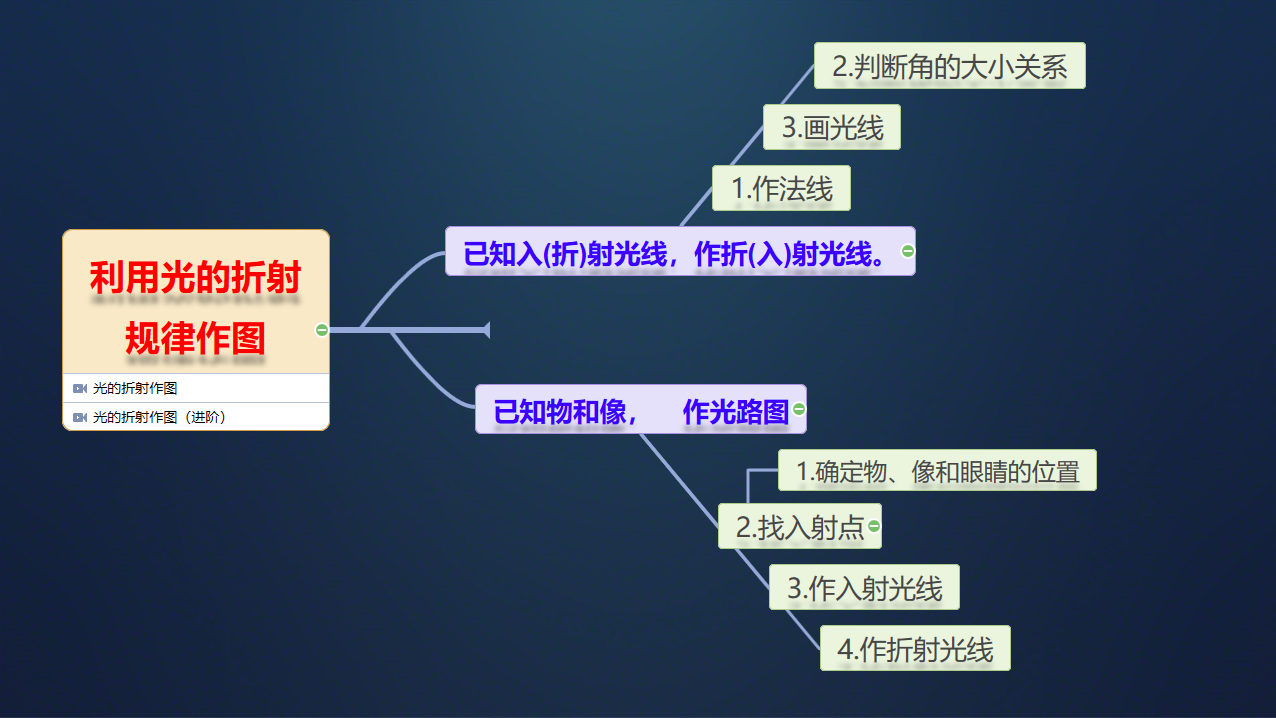 2.判断角的大小关系
3.画光线
1.作法线
已知入(折)射光线，作折(入)射光线。
利用光的折射
规律作图
光的折射作图
光的折射作图（进阶）
已知物和像， 作光路图
1.确定物、像和眼睛的位置
2.找入射点
3.作入射光线
4.作折射光线